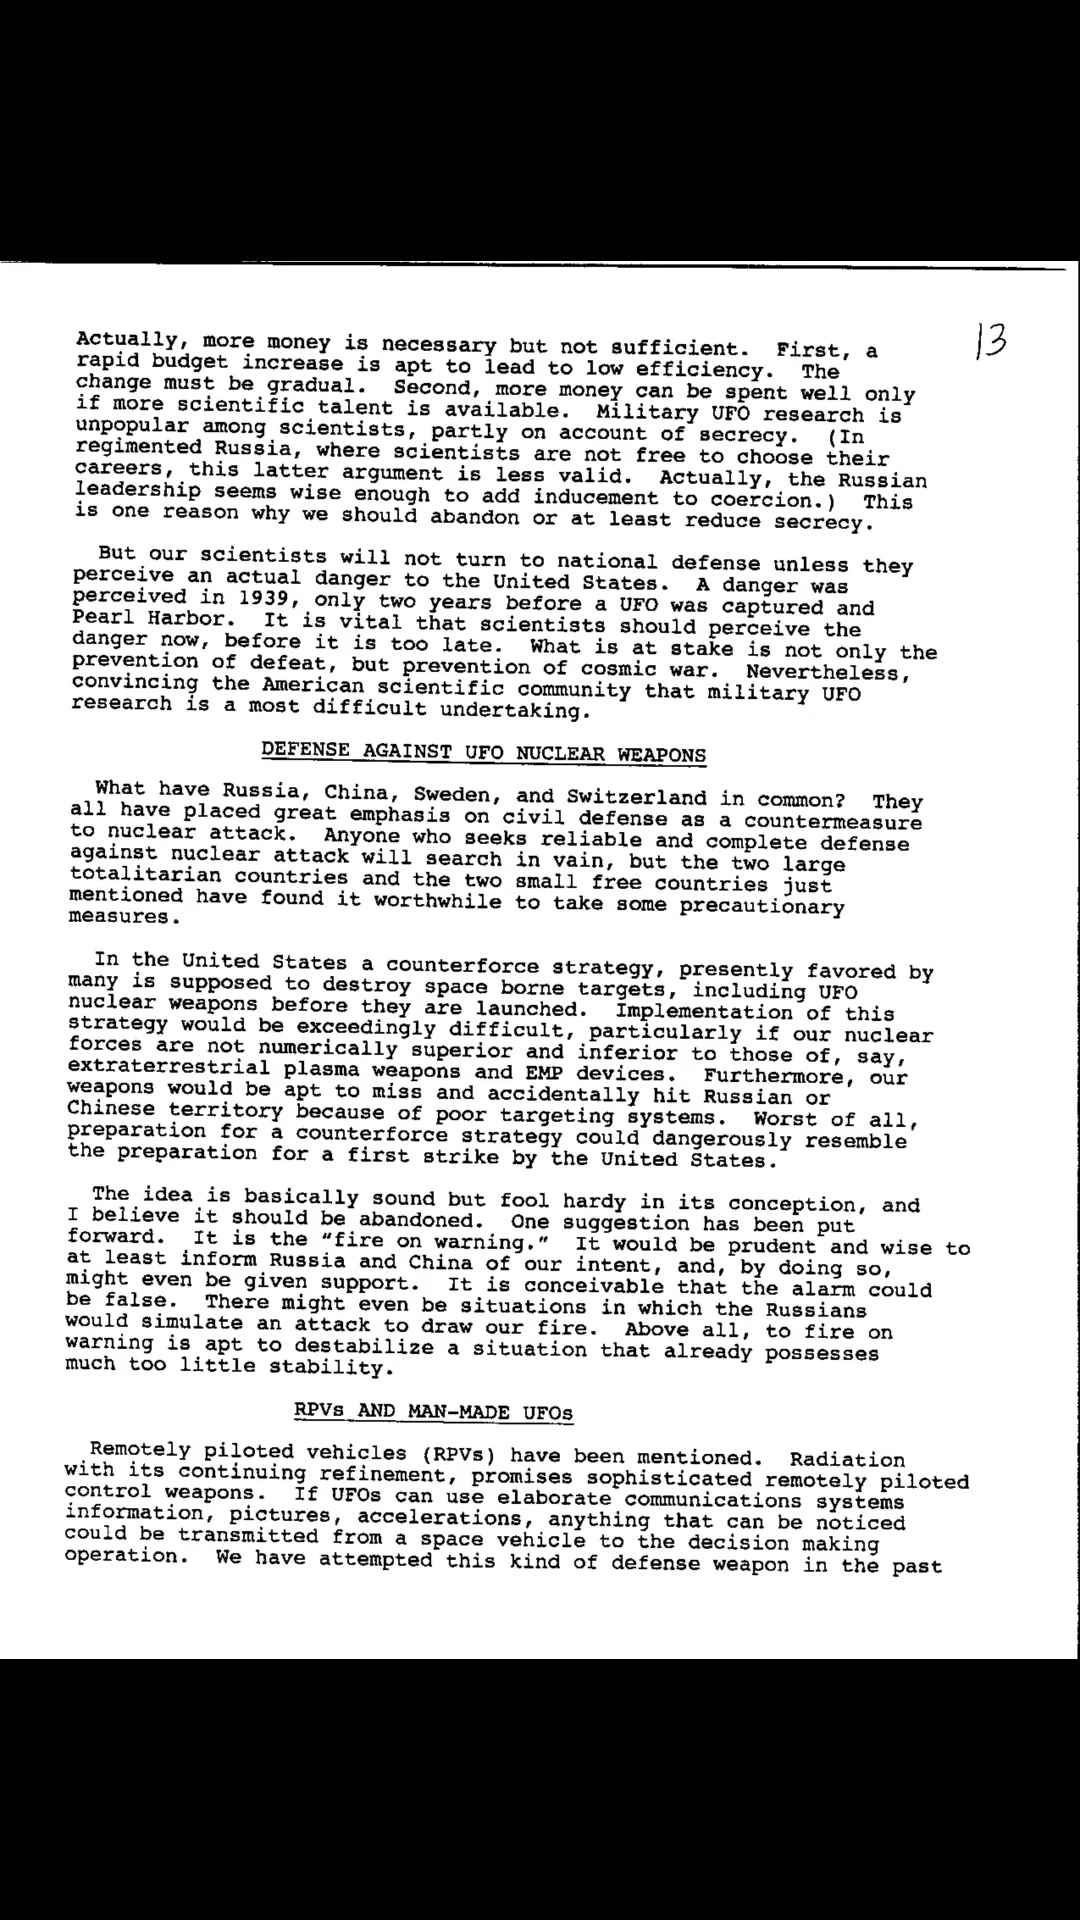 13
Actually, more money is necessary but not sufficient. First, a
rapid budget increase is apt to lead to low efficiency. The
change must be gradual. Second, more money can be spent well only
if more scientific talent is available. Military UFO research is
unpopular among scientists, partly on account of secrecy. (In
regimented Russia, where scientists are not free to choose their
careers, this latter argument is less valid. Actually, the Russian
leadership seems wise enough to add inducement to coercion.) This
is one reason why we should abandon or at least reduce secrecy.
But our scientists will not turn to national defense unless they
perceive an actual danger to the United States. A danger was
perceived in 1939, only two years before a UFO was captured and
Pearl Harbor. It is vital that scientists should perceive the
danger now, before it is too late. What is at stake is not only the
prevention of defeat, but prevention of cosmic war. Nevertheless,
convincing the American scientific community that military UFO
research is a most difficult undertaking.
DEFENSE AGAINST UFO NUCLEAR WEAPONS
What have Russia, China, Sweden, and Switzerland in common? They
all have placed great emphasis on civil defense as a countermeasure
to nuclear attack. Anyone who seeks reliable and complete defense
against nuclear attack will search in vain, but the two large
totalitarian countries and the two small free countries just
mentioned have found it worthwhile to take some precautionary
measures.
In the United States a counterforce strategy, presently favored by
many is supposed to destroy space borne targets, including UFO
nuclear weapons before they are launched. Implementation of this
strategy would be exceedingly difficult, particularly if our nuclear
forces are not numerically superior and inferior to those of, say,
extraterrestrial plasma weapons and EMP devices. Furthermore, our
weapons would be apt to miss and accidentally hit Russian or
Chinese territory because of poor targeting systems. Worst of all,
preparation for a counterforce strategy could dangerously resemble
the preparation for a first strike by the United States.
The idea is basically sound but fool hardy in its conception, and
I believe it should be abandoned. One suggestion has been put
forward. It is the "fire on warning." It would be prudent and wise to
at least inform Russia and China of our intent, and, by doing so,
might even be given support. It is conceivable that the alarm could
be false. There might even be situations in which the Russians
would simulate an attack to draw our fire. Above all, to fire on
warning is apt to destabilize a situation that already possesses
much too little stability.
RPVs AND MAN-MADE UFOs
Remotely piloted vehicles (RPVs) have been mentioned. Radiation
with its continuing refinement, promises sophisticated remotely piloted
control weapons. If UFOs can use elaborate communications systems
information, pictures, accelerations, anything that can be noticed
could be transmitted from a space vehicle to the decision making
operation. We have attempted this kind of defense weapon in the past